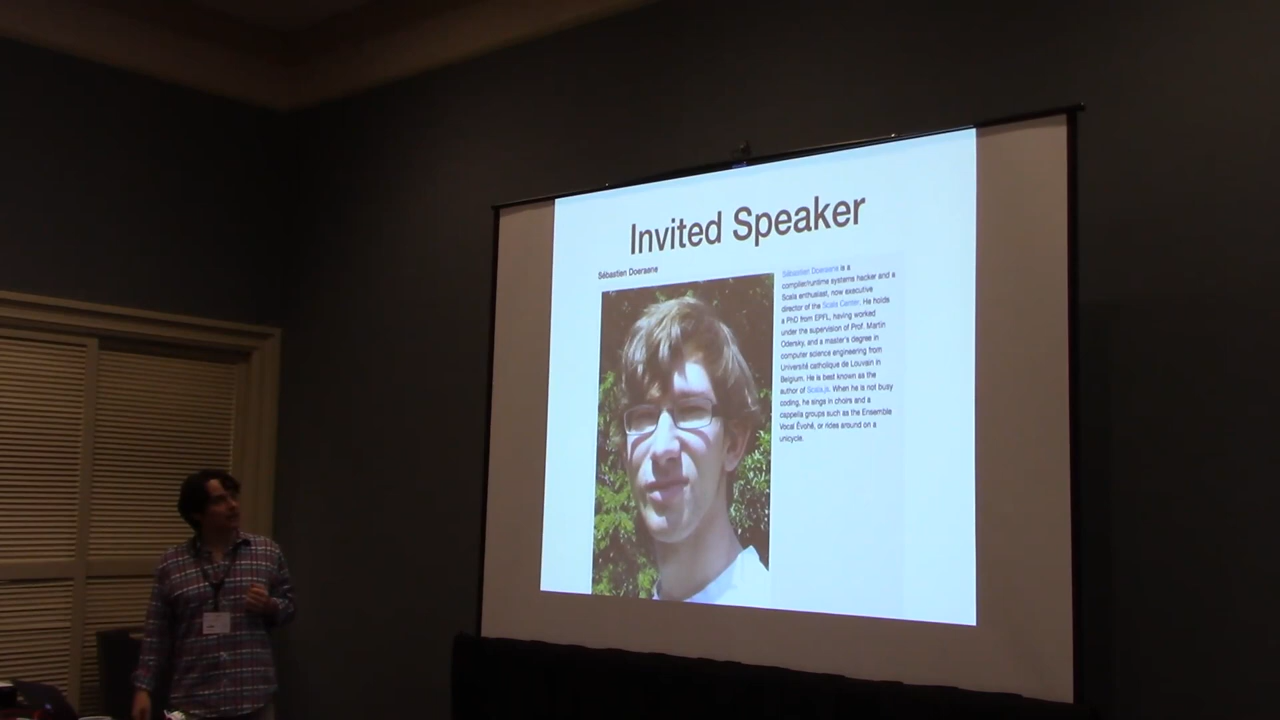 Invited Speaker
Sébastien Doeraene
Sébastien Doeraene is a
compiler/runtime systems hacker and a
Scala enthusiast, now executive
director of the Scala Center. He holds
a PhD from EPFL, having worked
under the supervision of Prof. Martin
Odersky, and a master's degree in
computer science engineering from
Université catholique de Louvain in
Belgium. He is best known as the
author of Scala.js. When he is not busy
coding, he sings in choirs and a
cappella groups such as the Ensemble
Vocal Évohé, or rides around on a
unicycle.